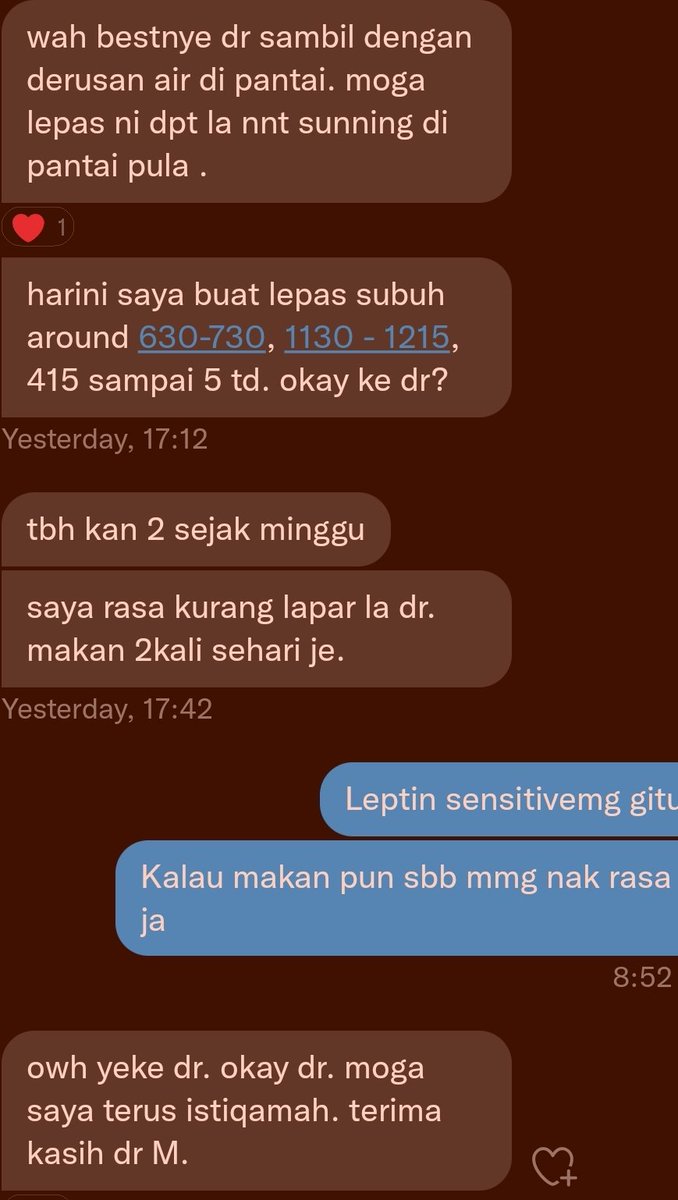 wah bestnye dr sambil dengan
derusan air di pantai. moga
lepas ni dpt la nnt sunning di
pantai pula .
1
harini saya buat lepas subuh
around 630-730, 1130 - 1215,
415 sampai 5 td. okay ke dr?
Yesterday, 17:12
tbh kan 2 sejak minggu
saya rasa kurang lapar la dr.
makan 2kali sehari je.
Yesterday, 17:42
Leptin sensitivemg gitu
Kalau makan pun sbb mmg nak rasa
ja
8:52
owh yeke dr. okay dr. moga
saya terus istiqamah. terima
kasih dr M.